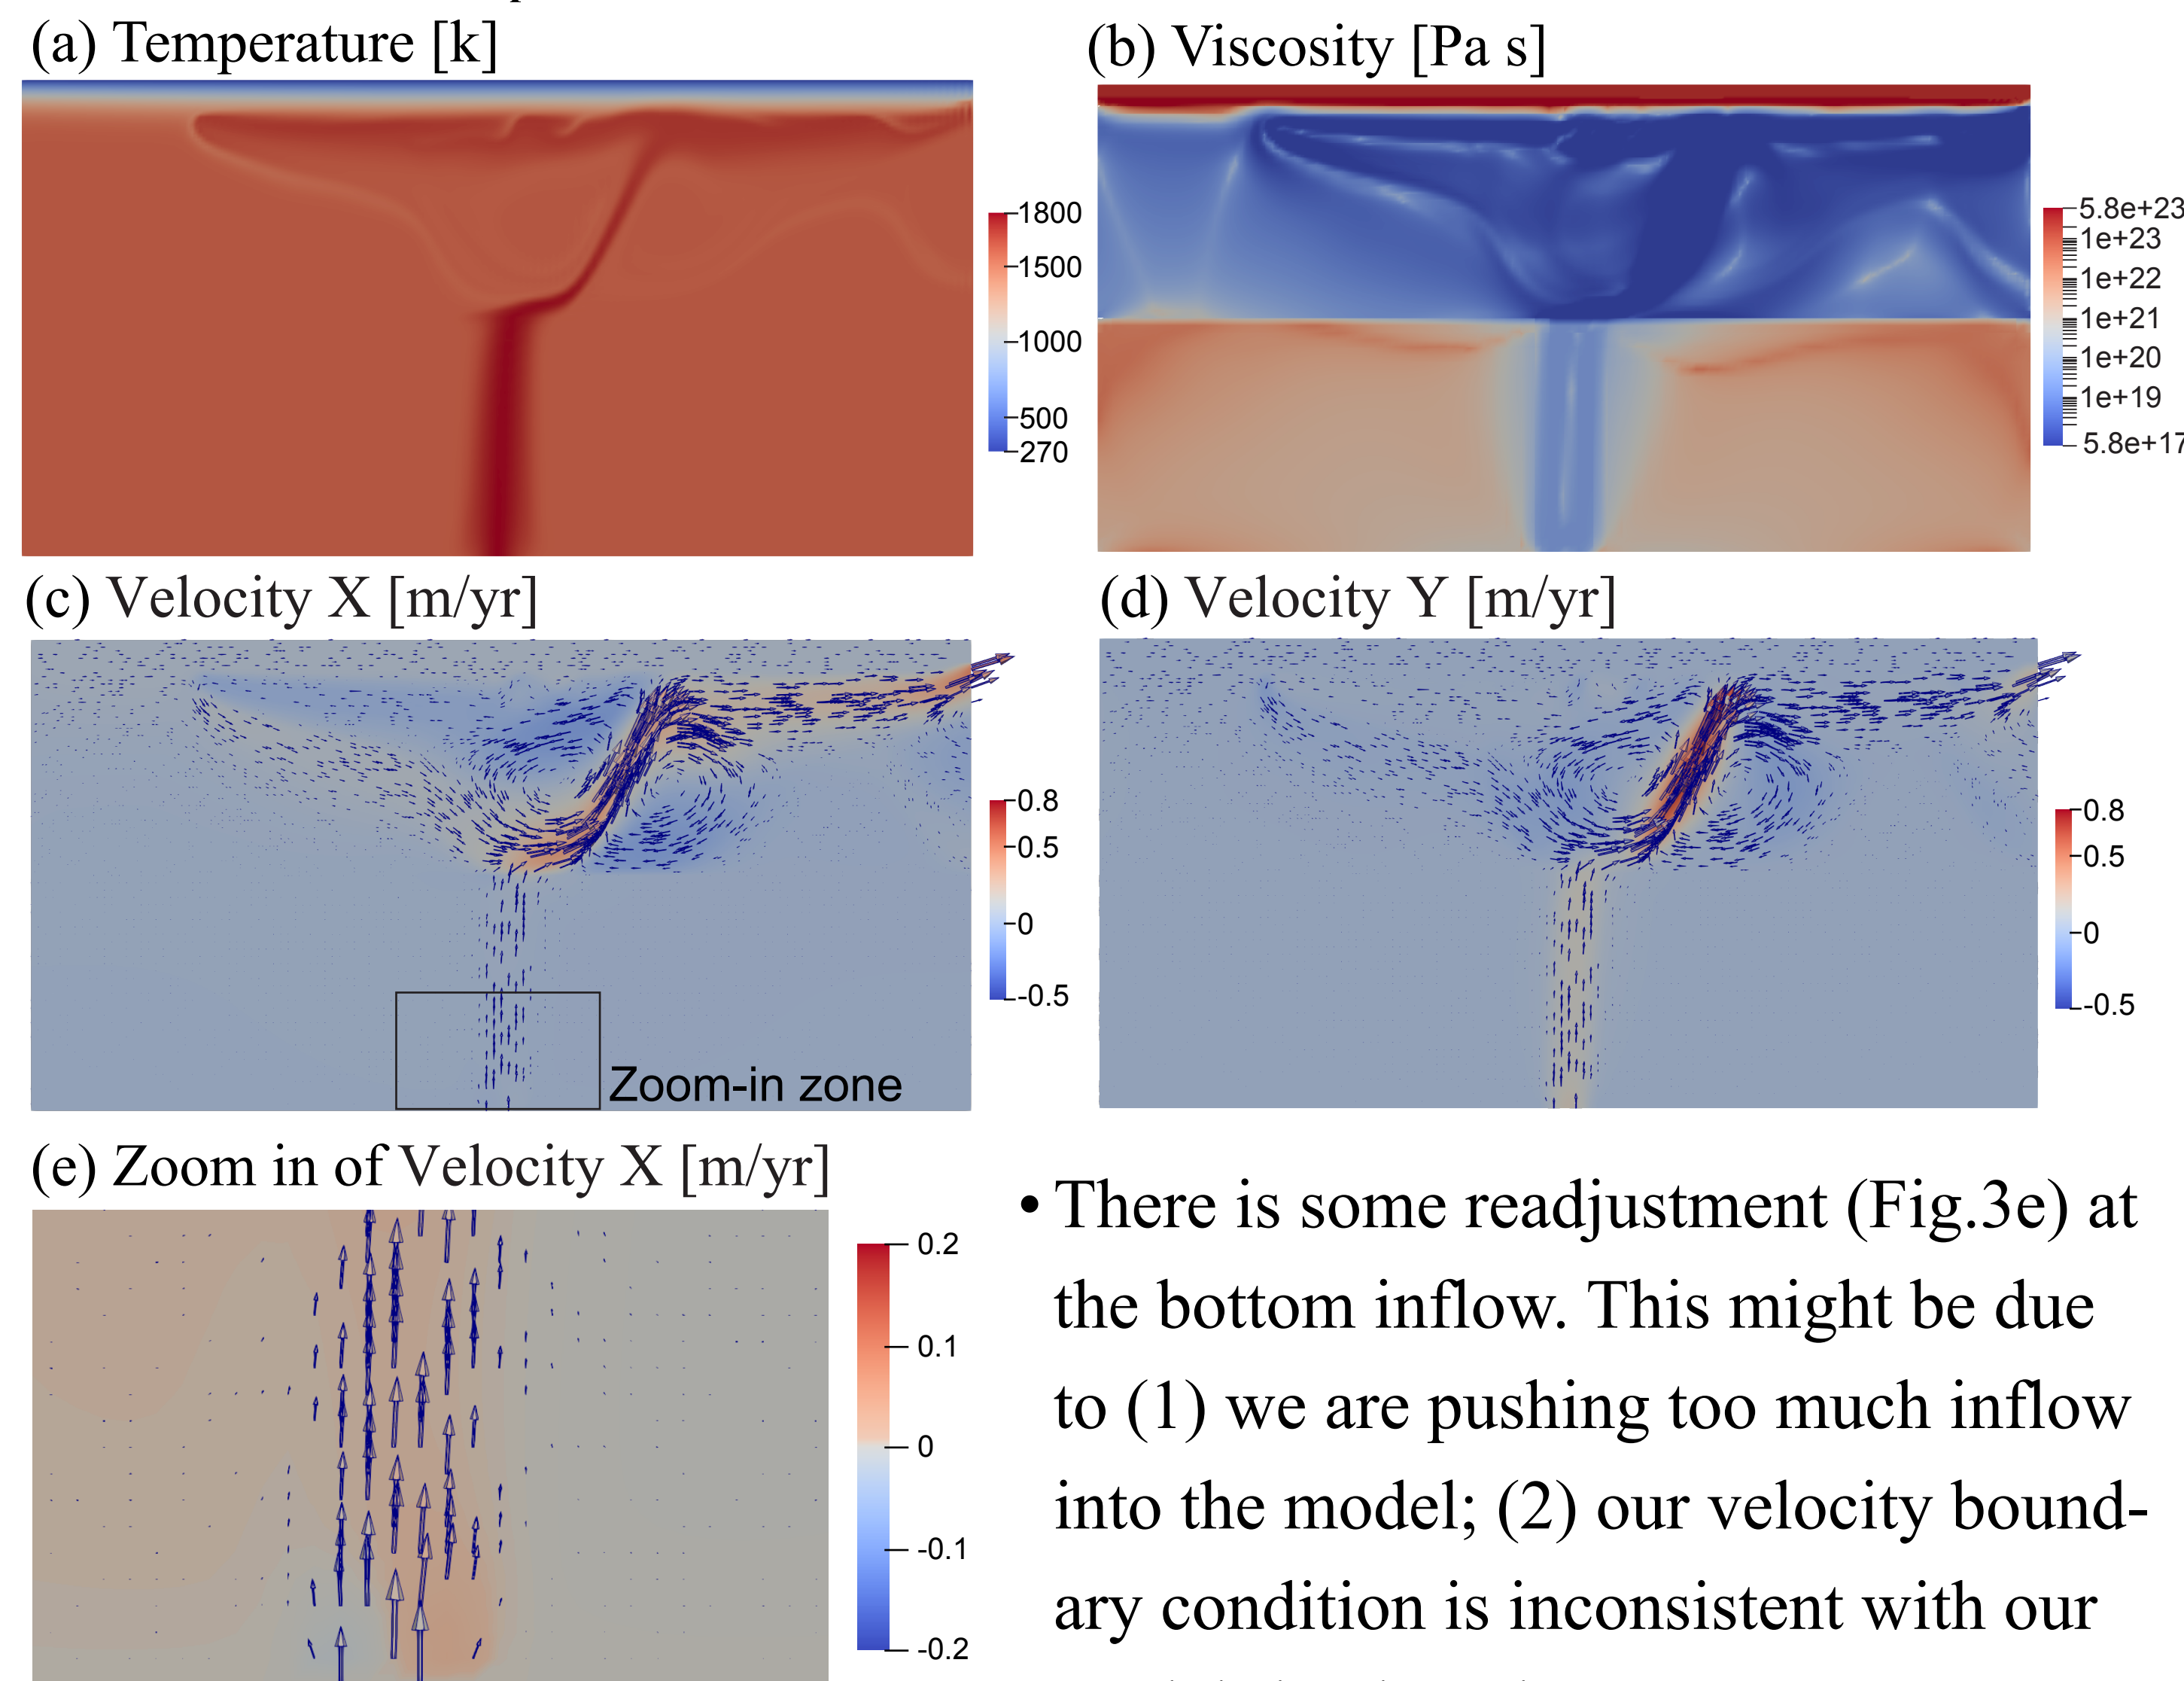 (a) Temperature [k]
(b) Viscosity [Pa s]
1800
1500
1000
500
270
5.8e+23
1e+23
1e+22
1e+21
1e+20
1e+19
5.8e+17
(c) Velocity X [m/yr]
(d) Velocity Y [m/yr]
0.8
0.5
0
-0.5
Zoom-in zone
0.8
0.5
0
-0.5
(e) Zoom in of Velocity X [m/yr]
0.2
0.1
0
-0.1
-0.2
• There is some readjustment (Fig.3e) at
the bottom inflow. This might be due
to (1) we are pushing too much inflow
into the model; (2) our velocity bound-
ary condition is inconsistent with our